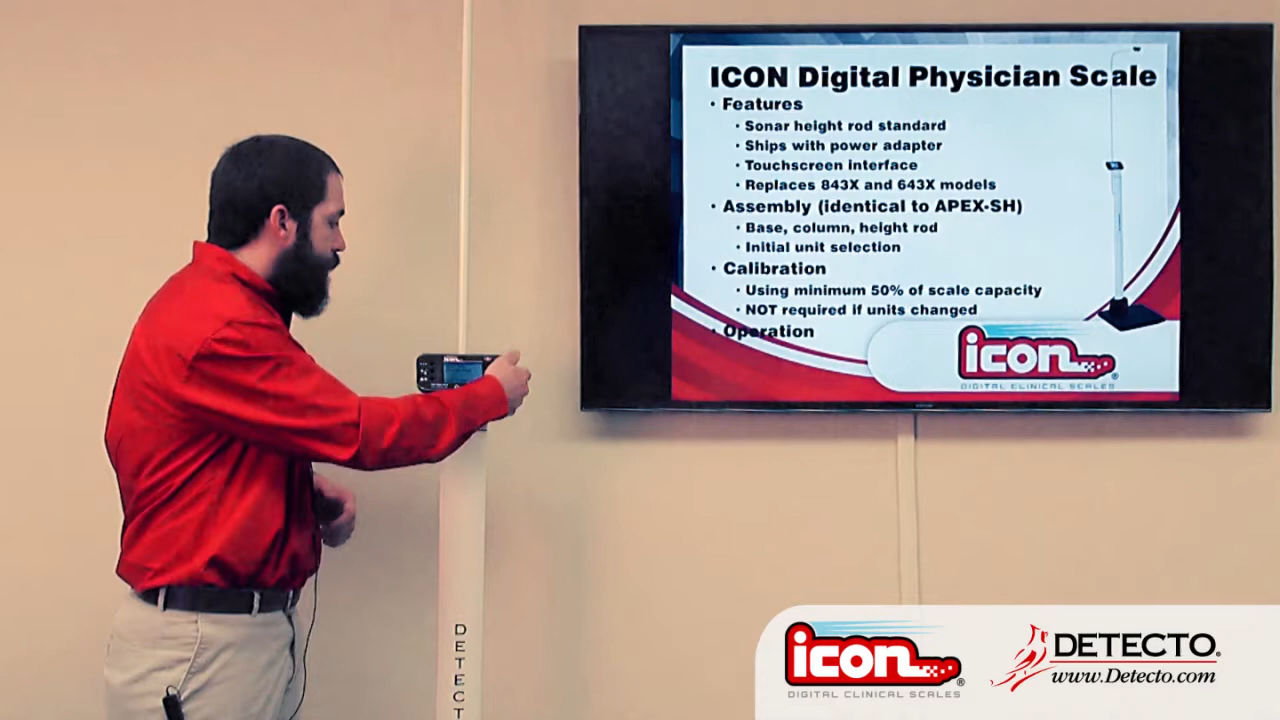 ICON Digital Physician Scale
• Features
• Sonar height rod standard
• Ships with power adapter
• Touchscreen interface
• Replaces 843X and 643X models
• Assembly (identical to APEX-SH)
• Base, column, height rod
• Initial unit selection
• Calibration
• Using minimum 50% of scale capacity
• NOT required if units changed
• Operation
icon®
DIGITAL CLINICAL SCALES
DETECT
icon®
DIGITAL CLINICAL SCALES
DETECTO®
www.Detecto.com